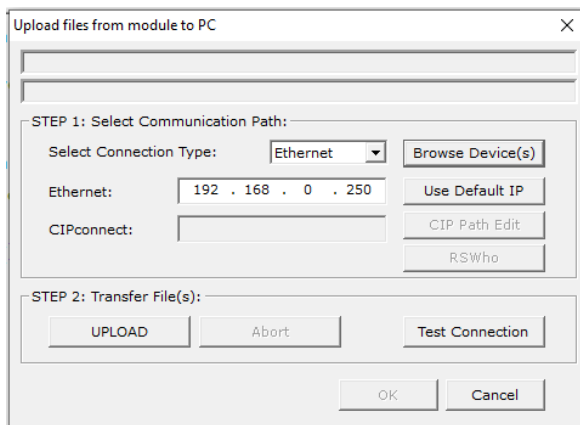 Upload files from module to PC
STEP 1: Select Communication Path:
Select Connection Type: Ethernet Browse Device(s)
Ethernet: 192 . 168 . 0 . 250 Use Default IP
CIPconnect: CIP Path Edit
RSWho
STEP 2: Transfer File(s):
UPLOAD Abort Test Connection
OK Cancel